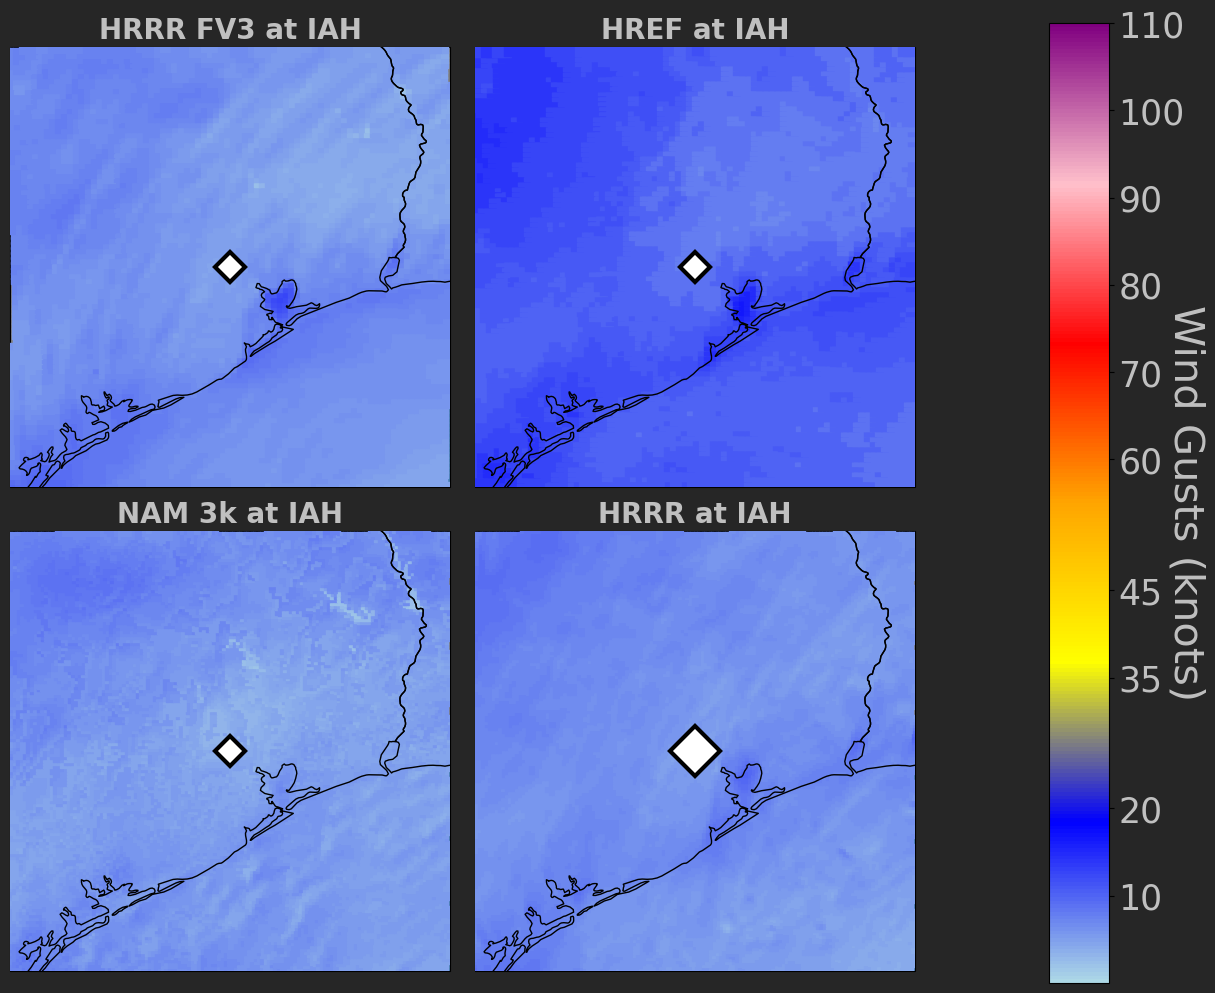 HRRR FV3 at IAH
HREF at IAH
NAM 3k at IAH
HRRR at IAH
110
100
90
80
70
60
45
35
20
10
Wind Gusts (knots)